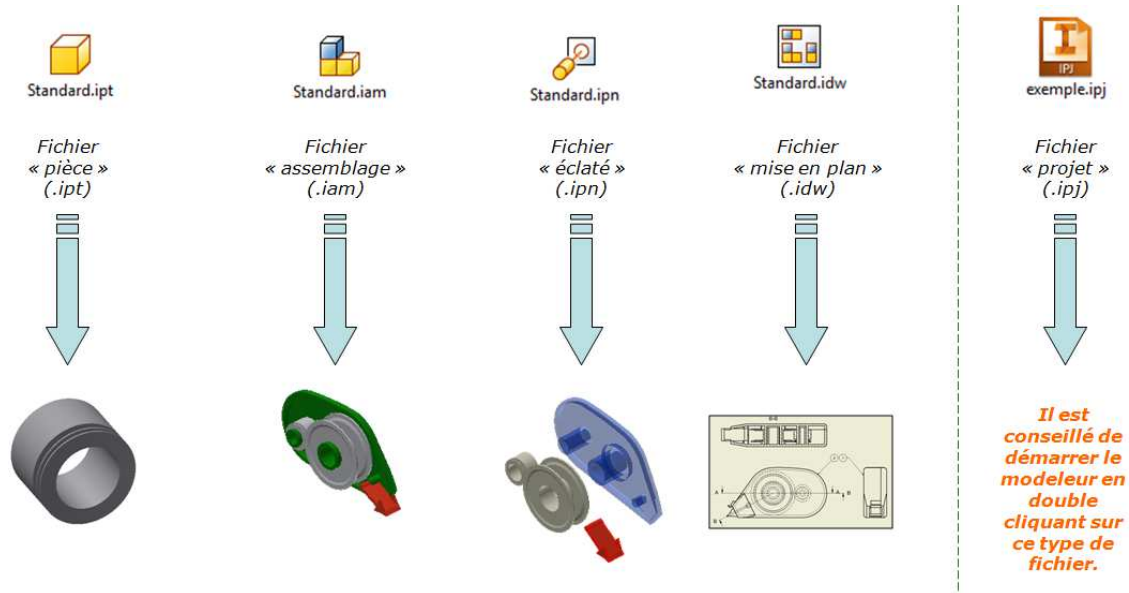 Standard.ipt
Standard.iam
Standard.ipn
Standard.idw
IPJ
exemple.ipj
Fichier
« pièce »
(.ipt)
Fichier
« assemblage »
(.iam)
Fichier
« éclaté »
(.ipn)
Fichier
« mise en plan »
(.idw)
Fichier
« projet »
(.ipj)
A
A
B
B
Il est
conseillé de
démarrer le
modeleur en
double
cliquant sur
ce type de
fichier.